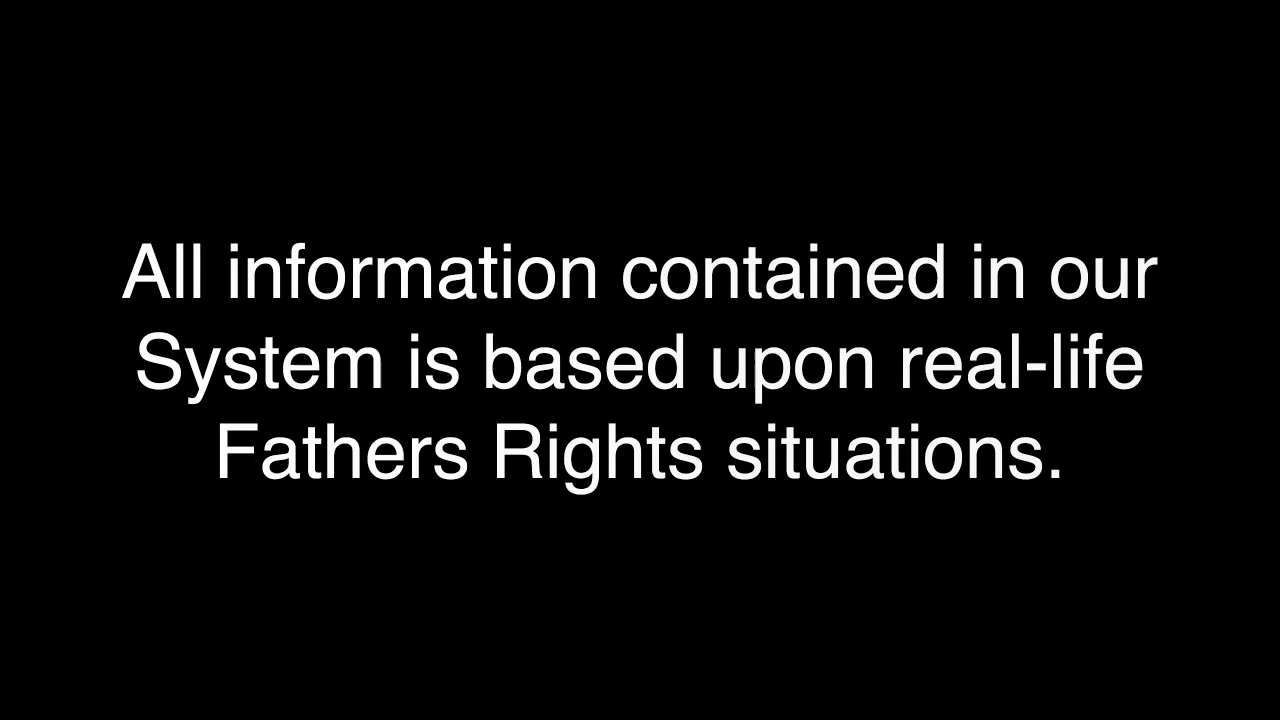 All information contained in our
System is based upon real-life
Fathers Rights situations.